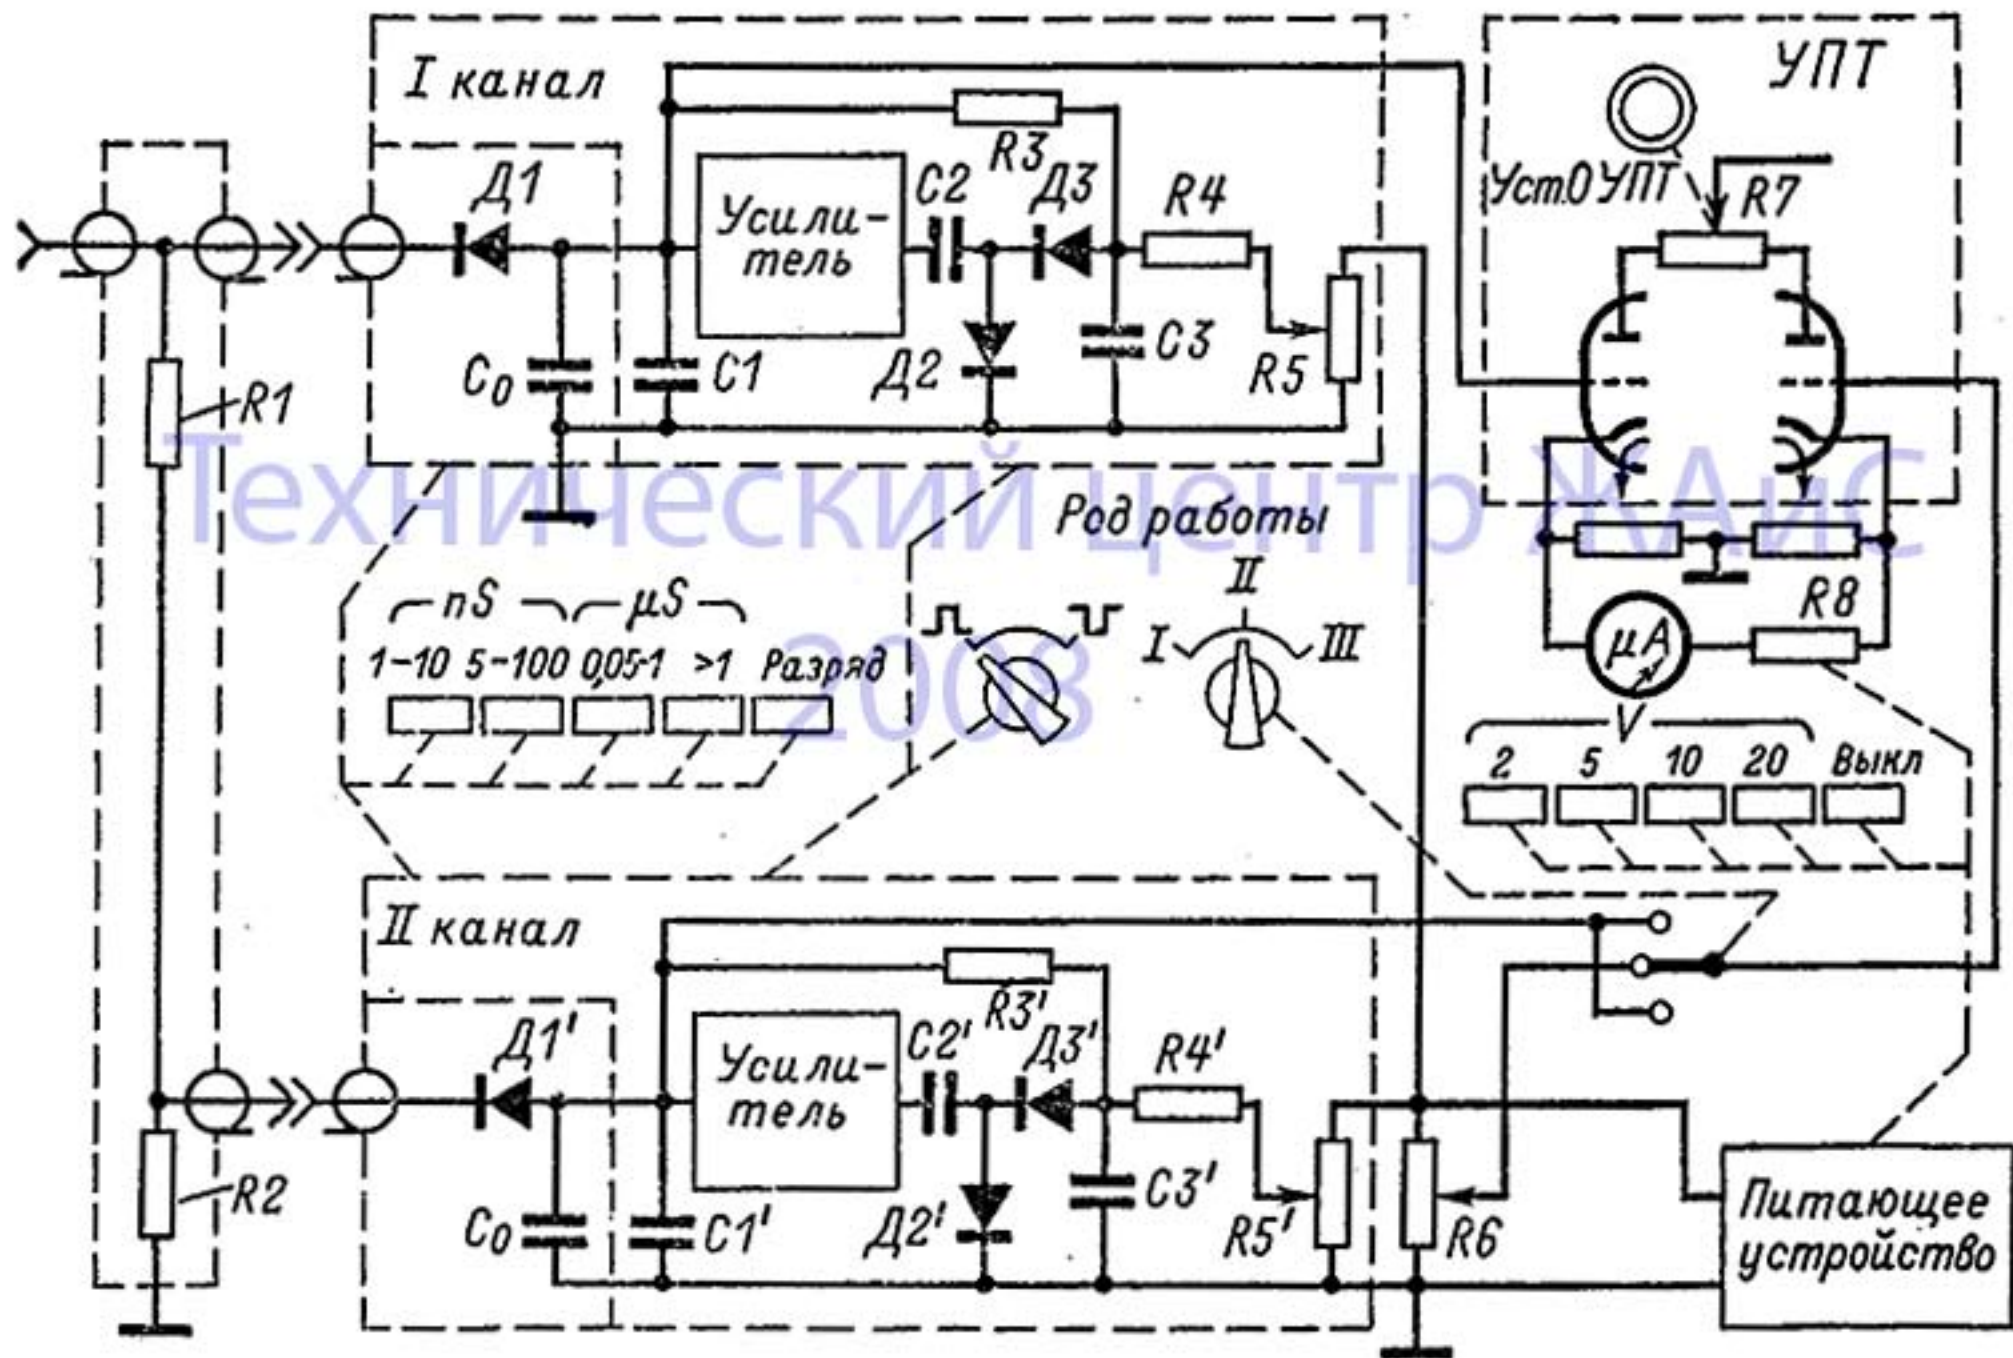 I канал
УПТ
Д1
R3
C2
Д3
R4
Усили-
тель
Уст.0 УПТ
R7
C0
C1
Д2
C3
R5
R1
Технический центр ЖАиС
2008
Род работы
nS
μS
1-10
5-100
0,05-1
>1
Разряд
I
II
III
R8
μA
V
2
5
10
20
Выкл
II канал
Д1'
R3'
C2'
Д3'
R4'
Усили-
тель
C0
C1'
Д2'
C3'
R5'
R6
R2
Питающее
устройство